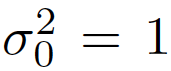 σ₀² = 1